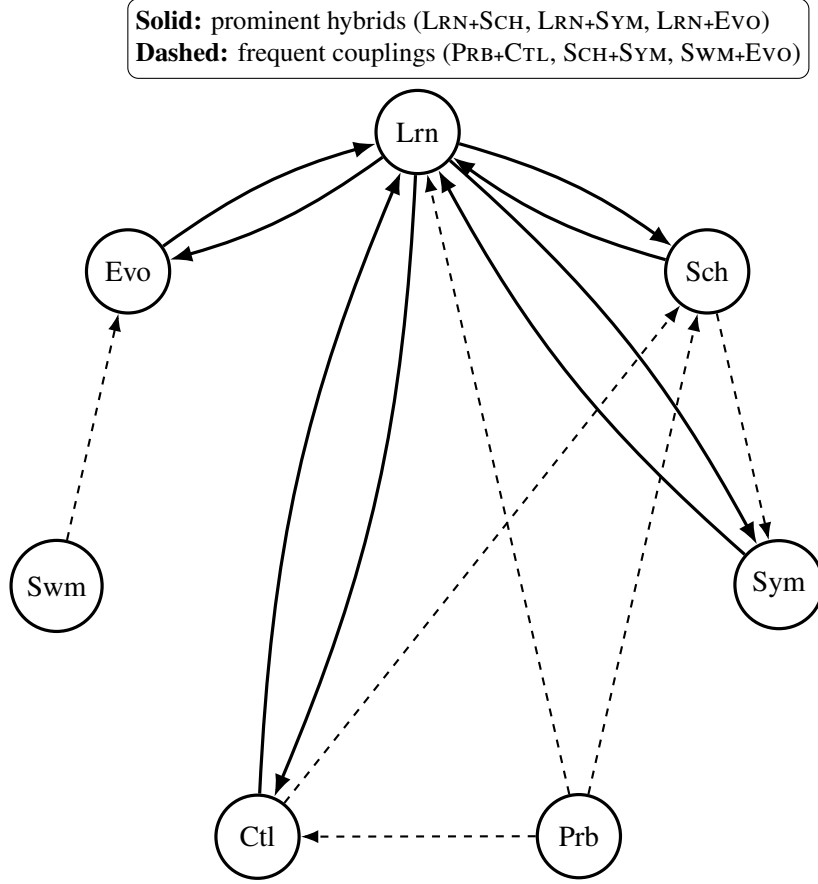 Solid: prominent hybrids (LRN+SCH, LRN+SYM, LRN+EVO)
Dashed: frequent couplings (PRB+CTL, SCH+SYM, SWM+EVO)
Lrn
Evo
Sch
Swm
Sym
Ctl
Prb